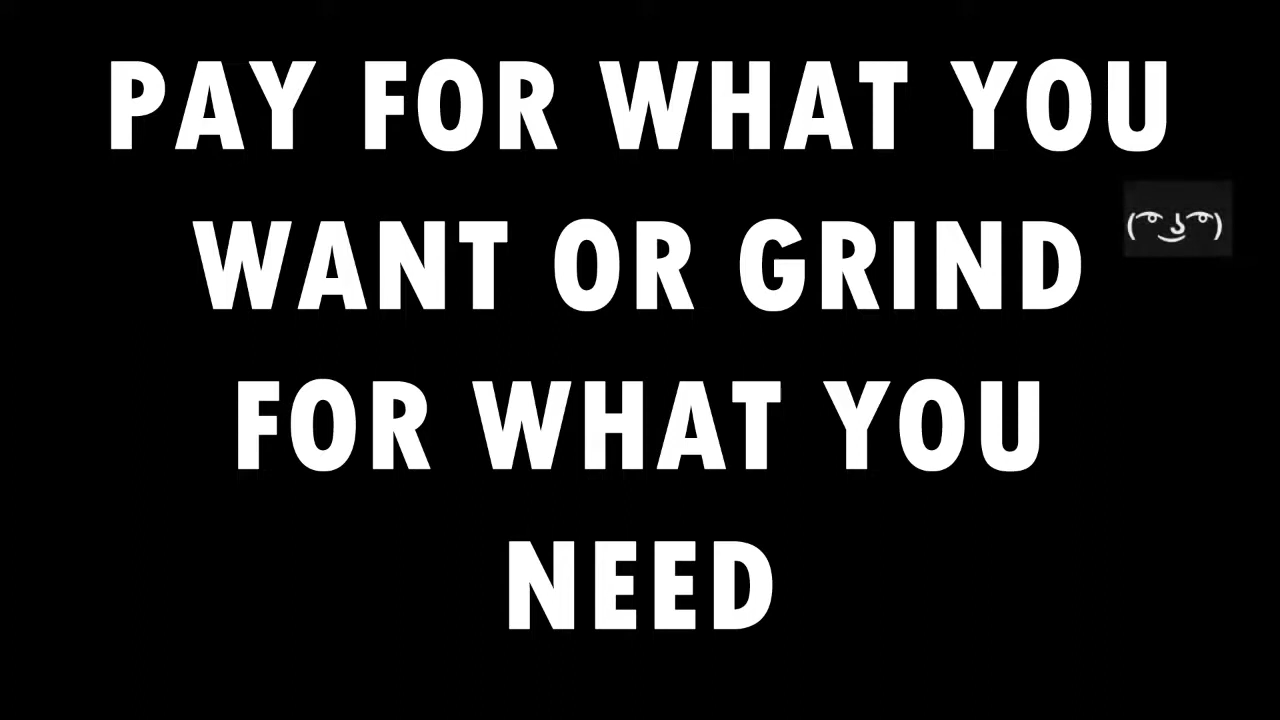 PAY FOR WHAT YOU
( ͡° ͜ʖ ͡°)
WANT OR GRIND
FOR WHAT YOU
NEED